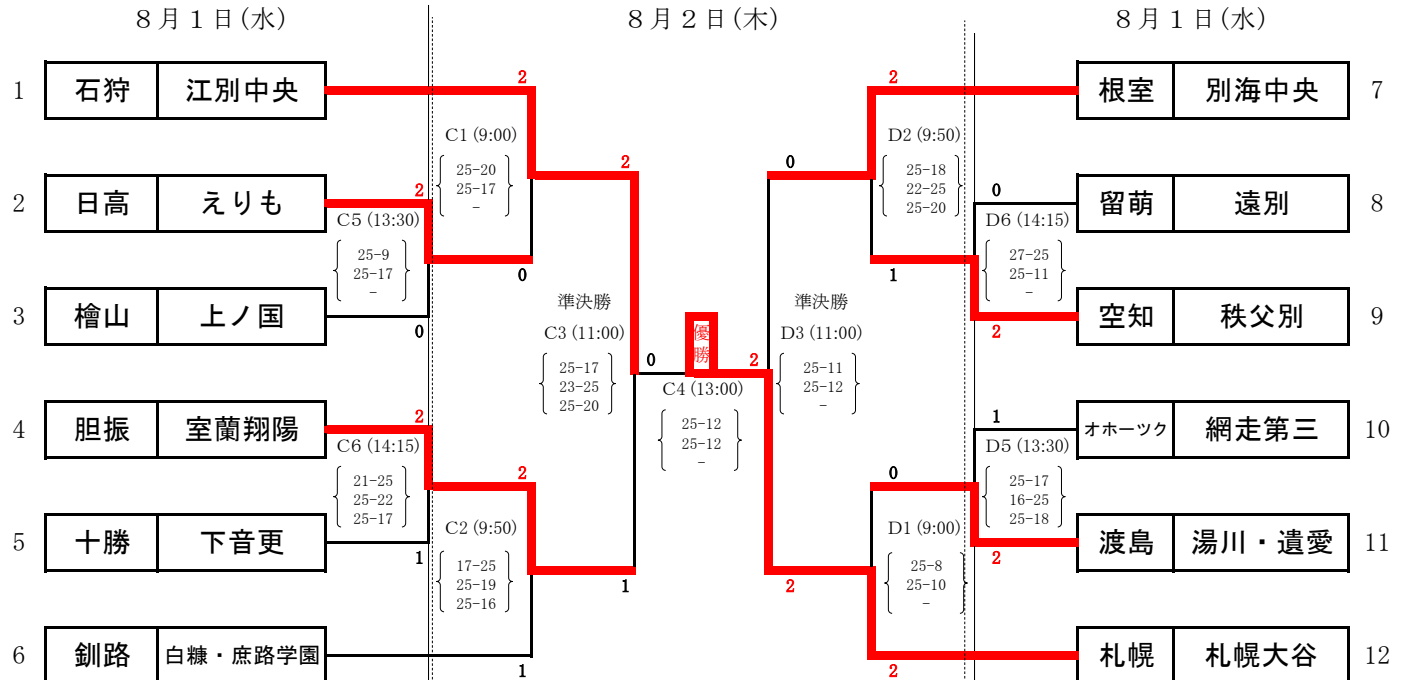 8月1日(水)
8月2日(木)
8月1日(水)
1 石狩 江別中央
2
2
根室 別海中央 7
C1 (9:00)
25-20
25-17
-
D2 (9:50)
25-18
22-25
25-20
2
0
2 日高 えりも
2
0
留萌 遠別 8
C5 (13:30)
25-9
25-17
-
D6 (14:15)
27-25
25-11
-
0
1
3 檜山 上ノ国
0
2
空知 秩父別 9
準決勝
C3 (11:00)
25-17
23-25
25-20
準決勝
D3 (11:00)
25-11
25-12
-
優勝
0
2
C4 (13:00)
25-12
25-12
-
4 胆振 室蘭翔陽
2
1
オホーツク 網走第三 10
C6 (14:15)
21-25
25-22
25-17
D5 (13:30)
25-17
16-25
25-18
2
0
5 十勝 下音更
1
2
渡島 湯川・遺愛 11
C2 (9:50)
17-25
25-19
25-16
D1 (9:00)
25-8
25-10
-
1
2
6 釧路 白糠・庶路学園
1
2
札幌 札幌大谷 12